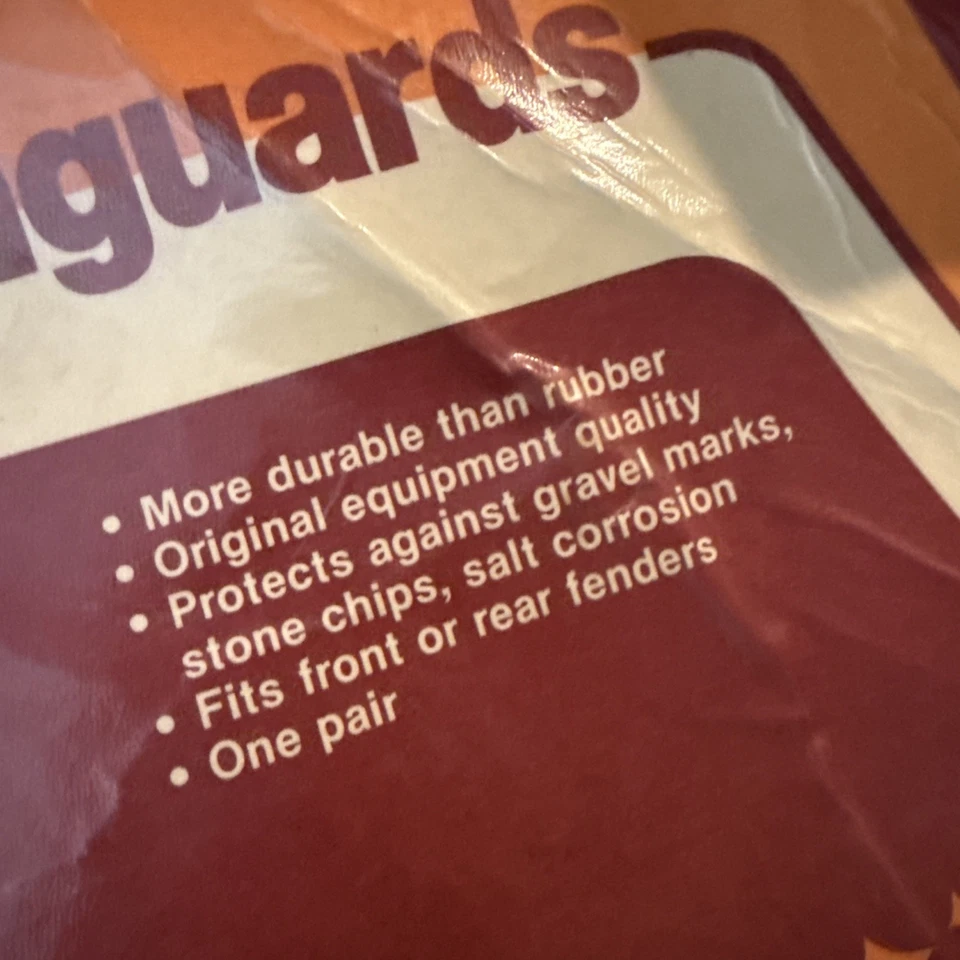 guards
• More durable than rubber
• Original equipment quality
• Protects against gravel marks,
stone chips, salt corrosion
• Fits front or rear fenders
• One pair